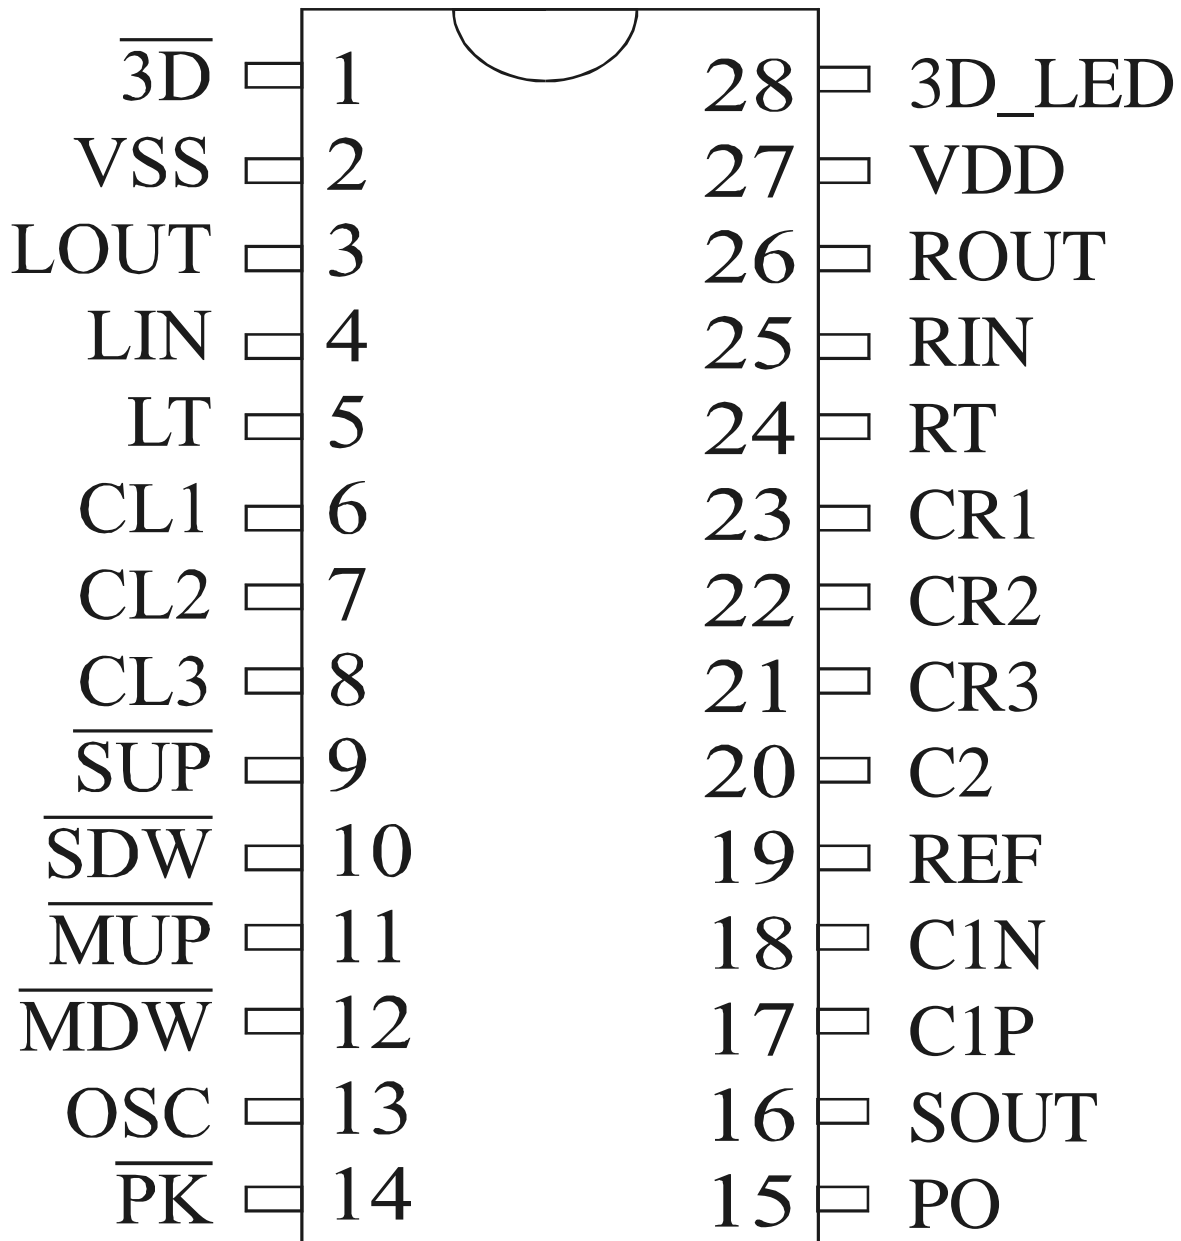 3D 1 28 3D_LED
VSS 2 27 VDD
LOUT 3 26 ROUT
LIN 4 25 RIN
LT 5 24 RT
CL1 6 23 CR1
CL2 7 22 CR2
CL3 8 21 CR3
SUP 9 20 C2
SDW 10 19 REF
MUP 11 18 C1N
MDW 12 17 C1P
OSC 13 16 SOUT
PK 14 15 PO